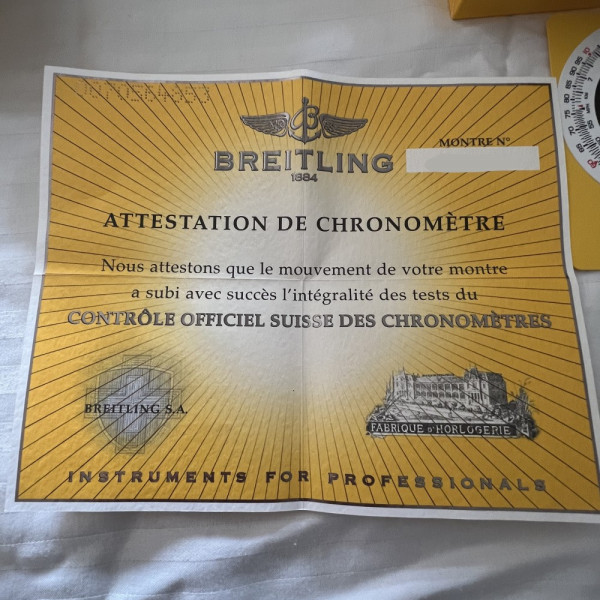 BREITLING
1884
MONTRE N°
ATTESTATION DE CHRONOMÈTRE
Nous attestons que le mouvement de votre montre
a subi avec succès l'intégralité des tests du
CONTRÔLE OFFICIEL SUISSE DES CHRONOMÈTRES
BREITLING S.A.
FABRIQUE D'HORLOGERIE
INSTRUMENTS FOR PROFESSIONALS